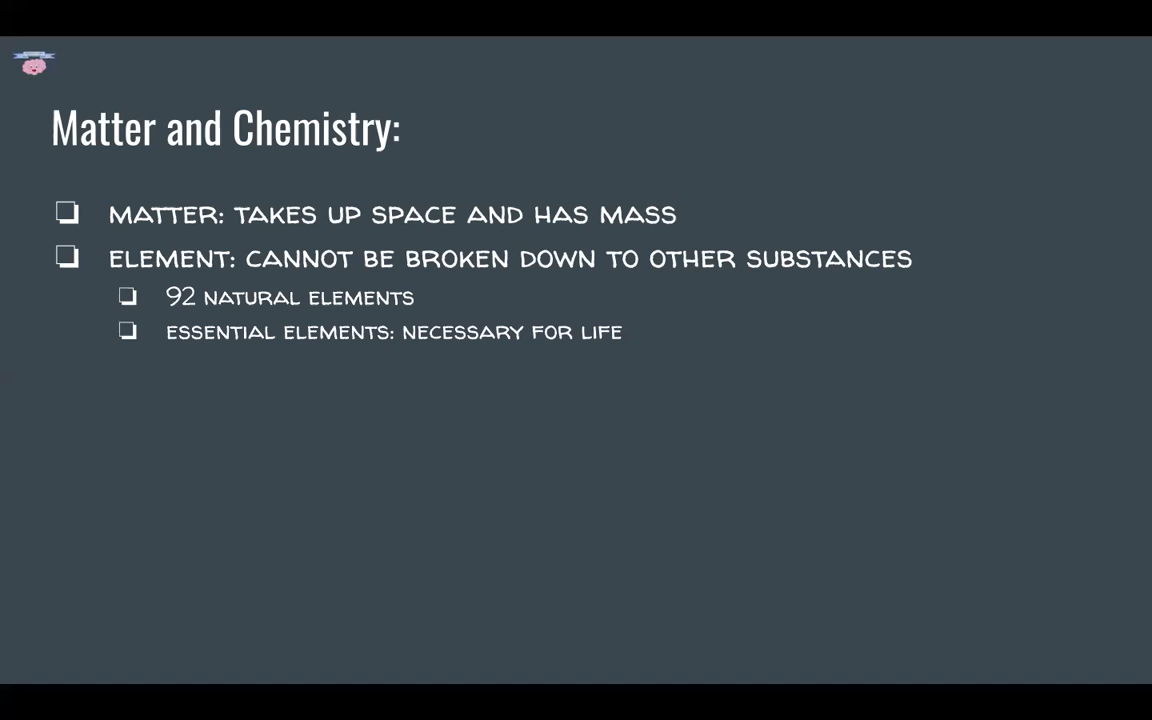 Matter and Chemistry:
MATTER: TAKES UP SPACE AND HAS MASS
ELEMENT: CANNOT BE BROKEN DOWN TO OTHER SUBSTANCES
92 NATURAL ELEMENTS
ESSENTIAL ELEMENTS: NECESSARY FOR LIFE